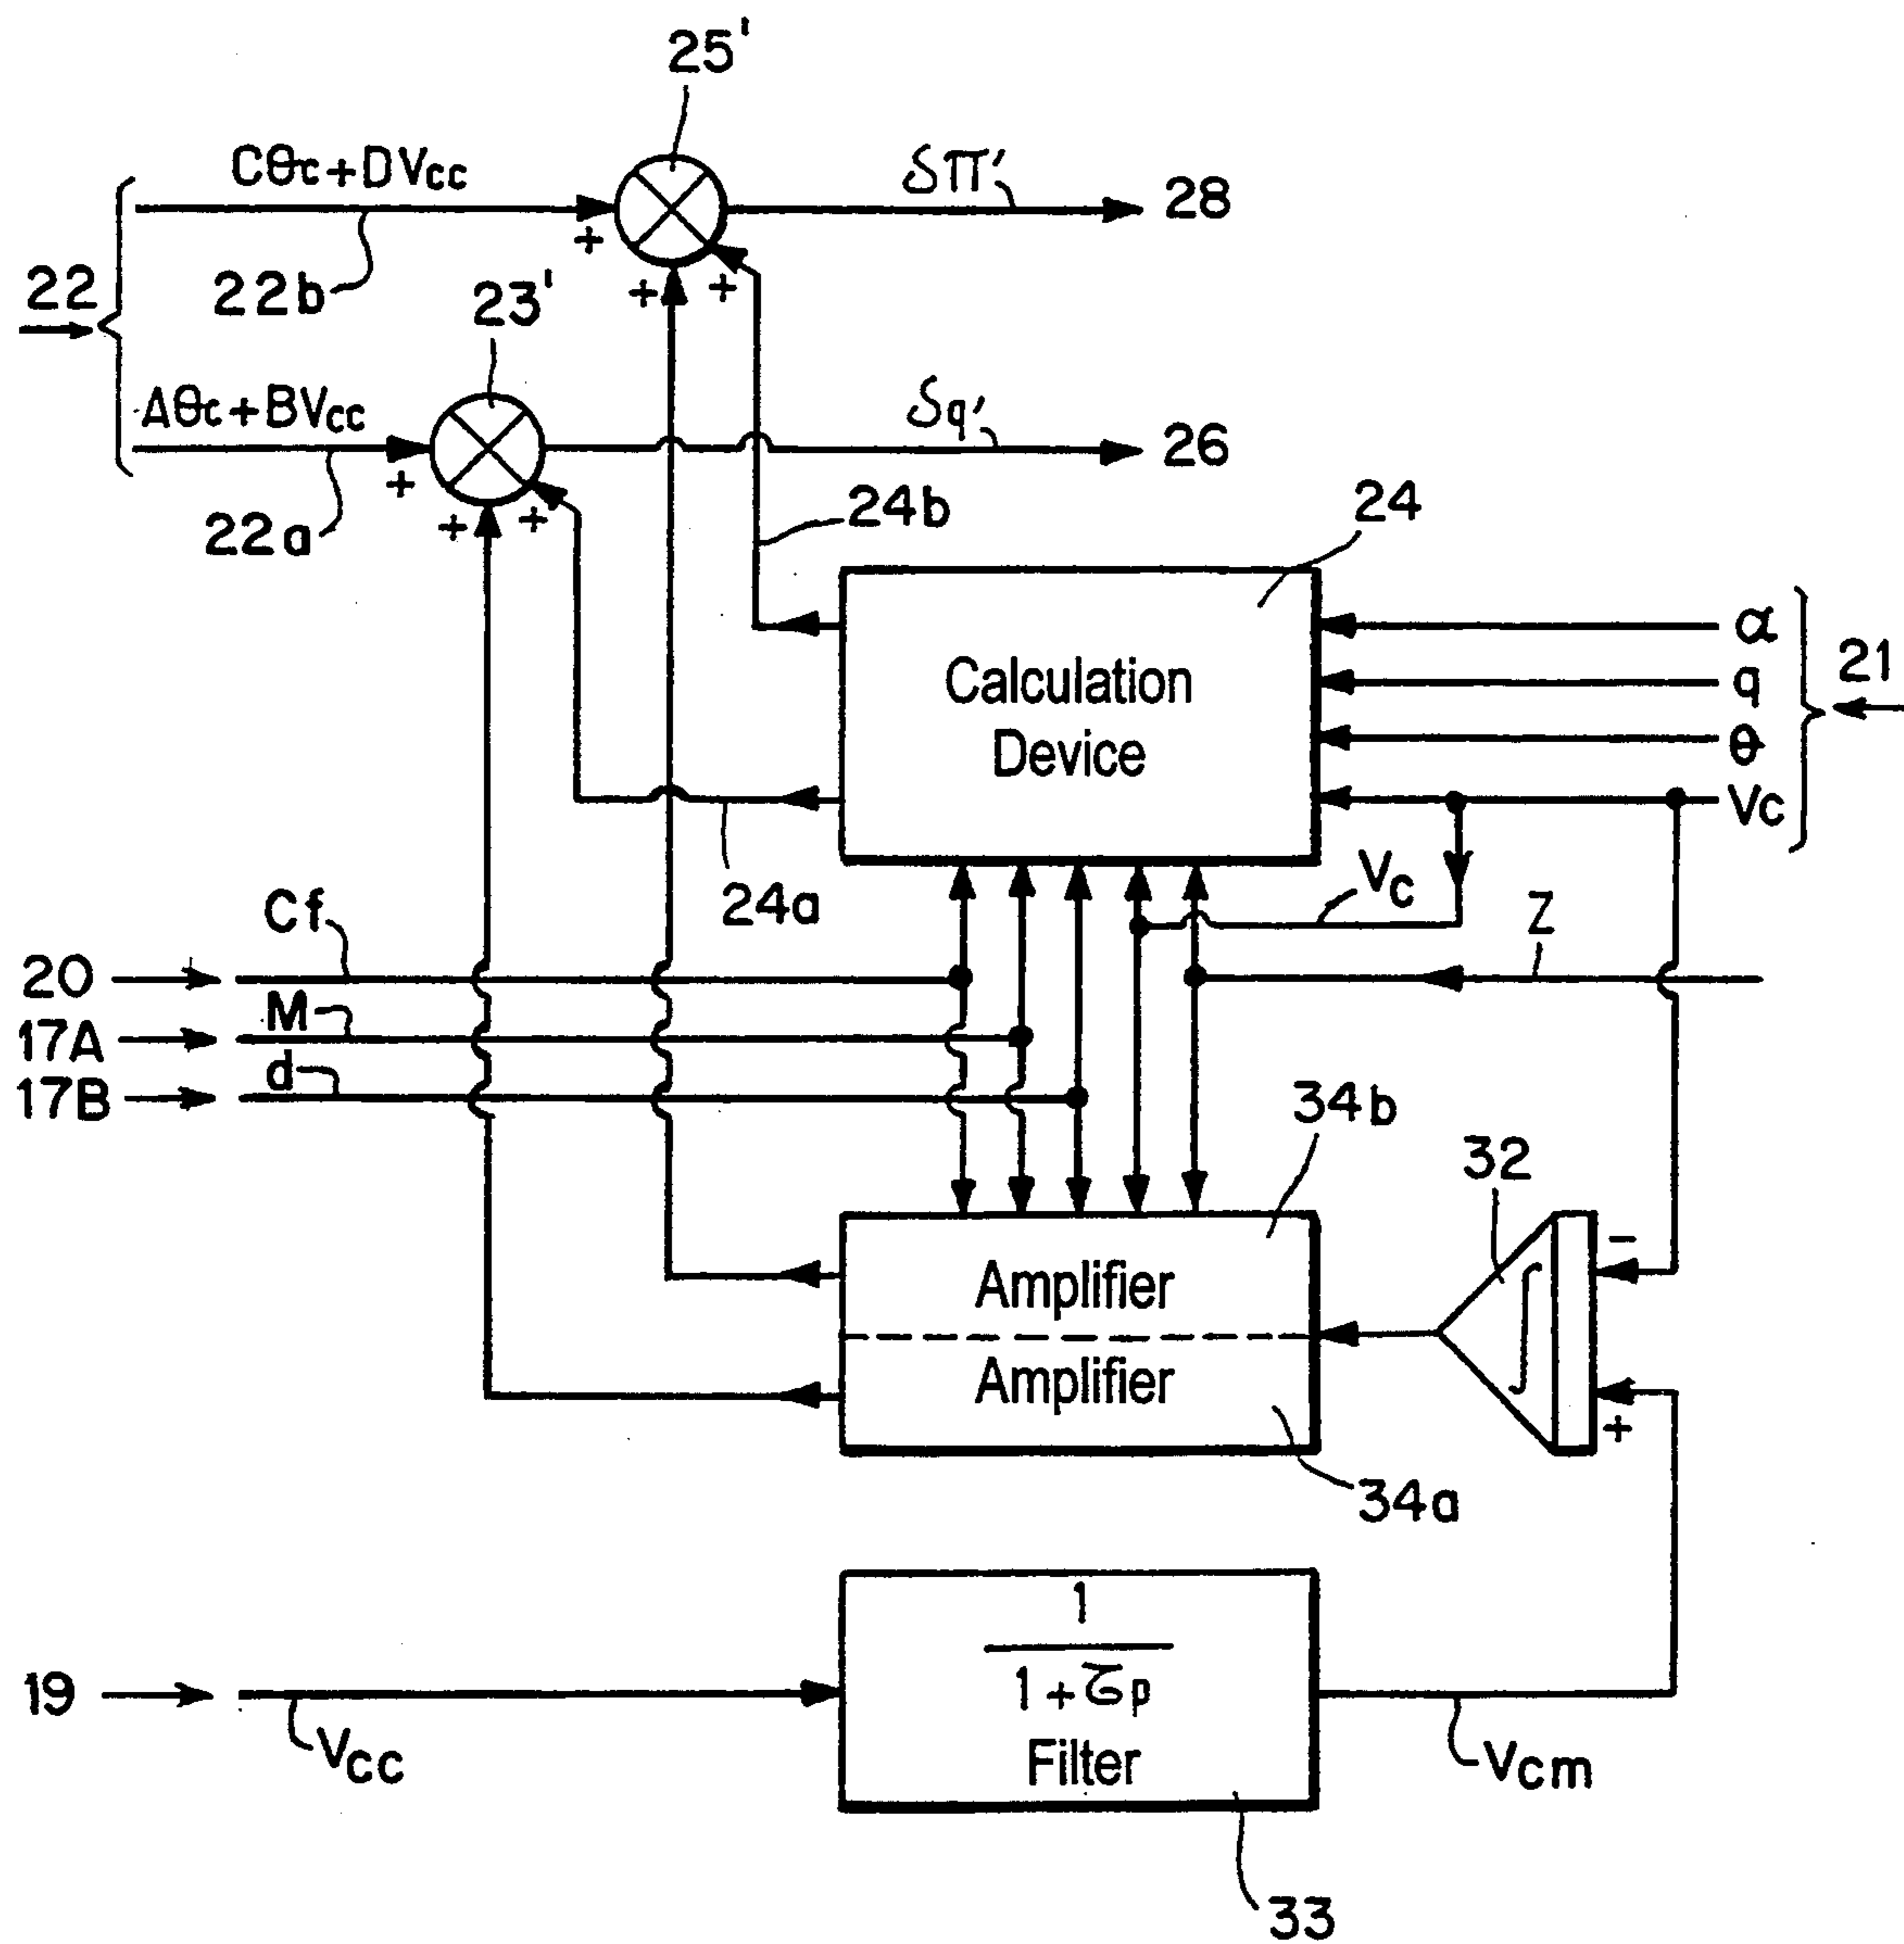 25'
Cθc+DVcc
δπ'
28
22
22b
23'
Aθc+BVcc
δq'
26
22a
24b
24
α
Calculation
Device
q
21
θ
Vc
24a
Vc
Cf
Z
20
M
17A
d
17B
34b
32
Amplifier
Amplifier
34a
1
1+τp
Filter
19
Vcc
Vcm
33
+
+
+
+
+
+
-
+